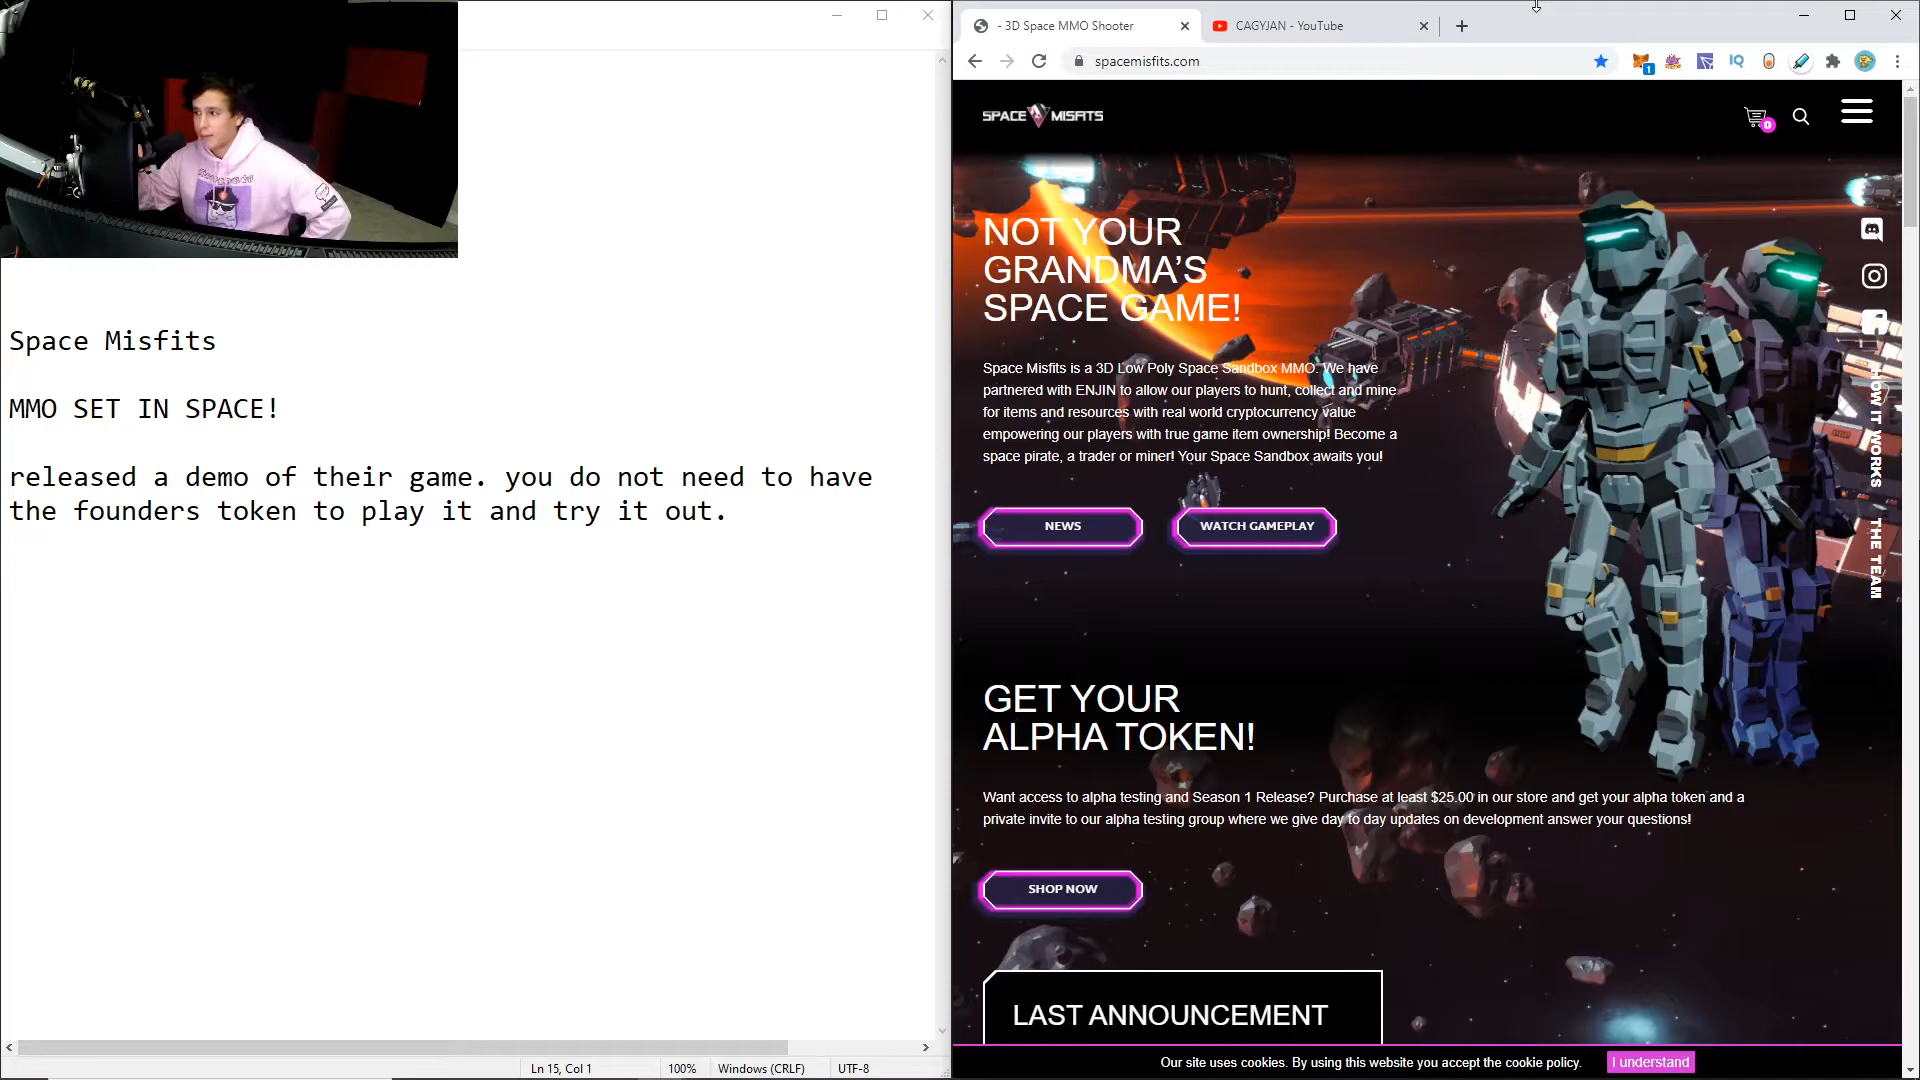 - 3D Space MMO Shooter
CAGYJAN - YouTube
spacemisfits.com
1
IQ
SPACE MISFITS
0
NOT YOUR
GRANDMA'S
SPACE GAME!
Space Misfits is a 3D Low Poly Space Sandbox MMO. We have
partnered with ENJIN to allow our players to hunt, collect and mine
for items and resources with real world cryptocurrency value
empowering our players with true game item ownership! Become a
space pirate, a trader or miner! Your Space Sandbox awaits you!
NEWS
WATCH GAMEPLAY
HOW IT WORKS
THE TEAM
GET YOUR
ALPHA TOKEN!
Want access to alpha testing and Season 1 Release? Purchase at least $25.00 in our store and get your alpha token and a
private invite to our alpha testing group where we give day to day updates on development answer your questions!
SHOP NOW
LAST ANNOUNCEMENT
Our site uses cookies. By using this website you accept the cookie policy.
I understand
Space Misfits
MMO SET IN SPACE!
released a demo of their game. you do not need to have
the founders token to play it and try it out.
Ln 15, Col 1
100%
Windows (CRLF)
UTF-8